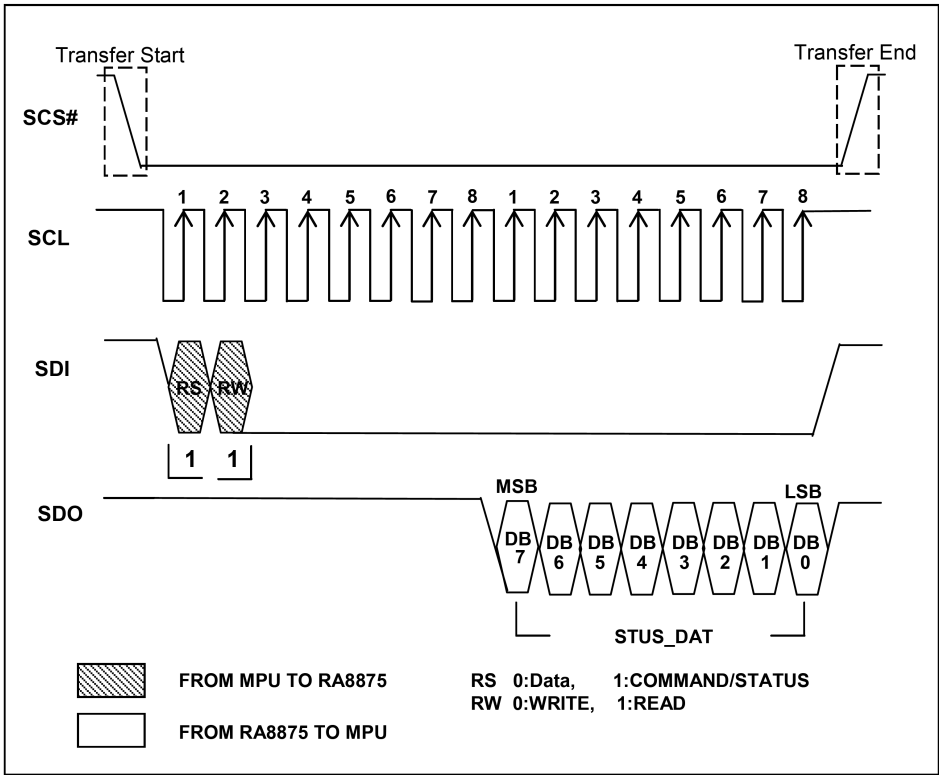 Transfer Start
Transfer End
SCS#
1 2 3 4 5 6 7 8 1 2 3 4 5 6 7 8
SCL
SDI
RS RW
1 1
SDO
MSB
LSB
DB 7 DB 6 DB 5 DB 4 DB 3 DB 2 DB 1 DB 0
STUS_DAT
FROM MPU TO RA8875
RS 0:Data, 1:COMMAND/STATUS
RW 0:WRITE, 1:READ
FROM RA8875 TO MPU